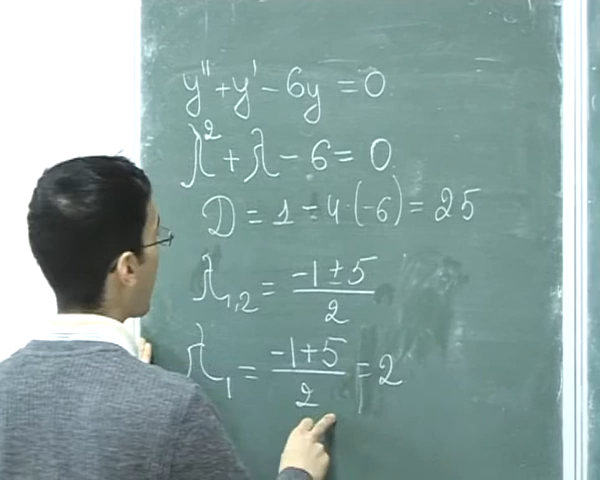 y'' + y' - 6y = 0
λ² + λ - 6 = 0
D = 1 - 4·(-6) = 25
λ₁,₂ = (-1 ± 5)/2
λ₁ = (-1 + 5)/2 = 2